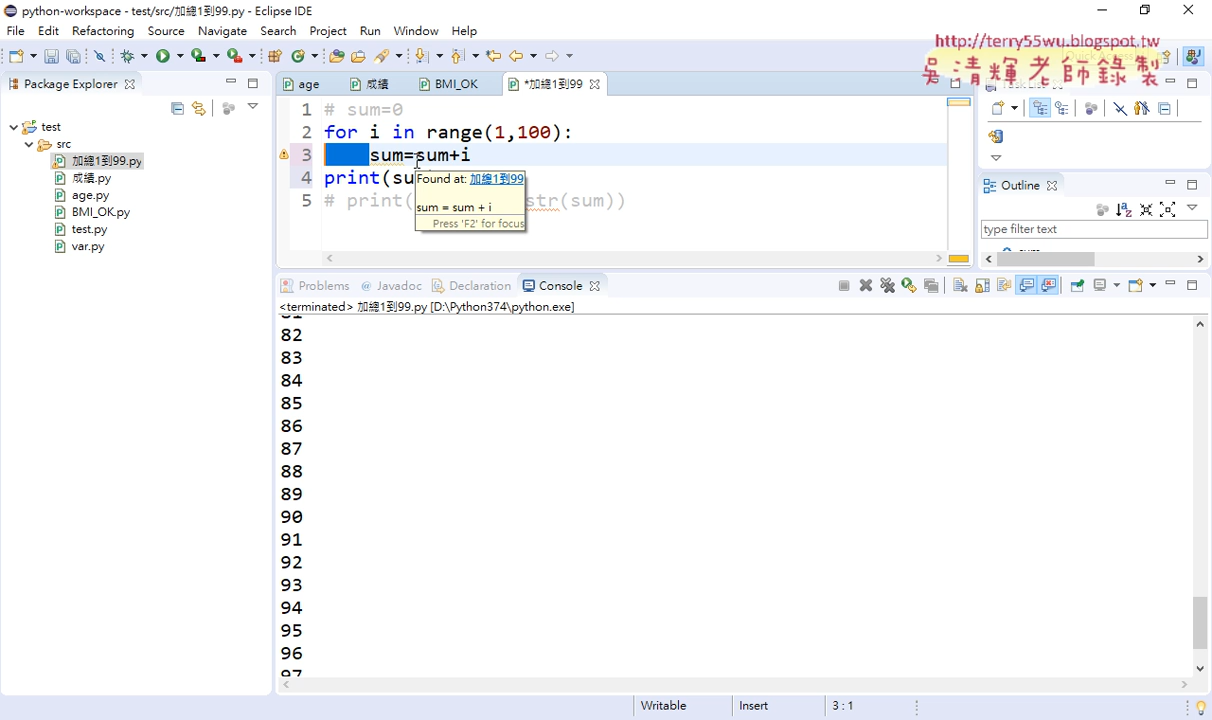 python-workspace - test/src/加總1到99.py - Eclipse IDE
File Edit Refactoring Source Navigate Search Project Run Window Help
http://terry55wu.blogspot.tw
吳清輝老師錄製
Package Explorer
age 成績 BMI_OK *加總1到99
test
src
加總1到99.py
成績.py
age.py
BMI_OK.py
test.py
var.py
1 # sum=0
2 for i in range(1,100):
3 sum=sum+i
4 print(su
5 # print( str(sum))
Found at: 加總1到99
sum = sum + i
Press 'F2' for focus
Outline
type filter text
Problems Javadoc Declaration Console
<terminated> 加總1到99.py [D:\Python374\python.exe]
82
83
84
85
86
87
88
89
90
91
92
93
94
95
96
97
Writable Insert 3 : 1